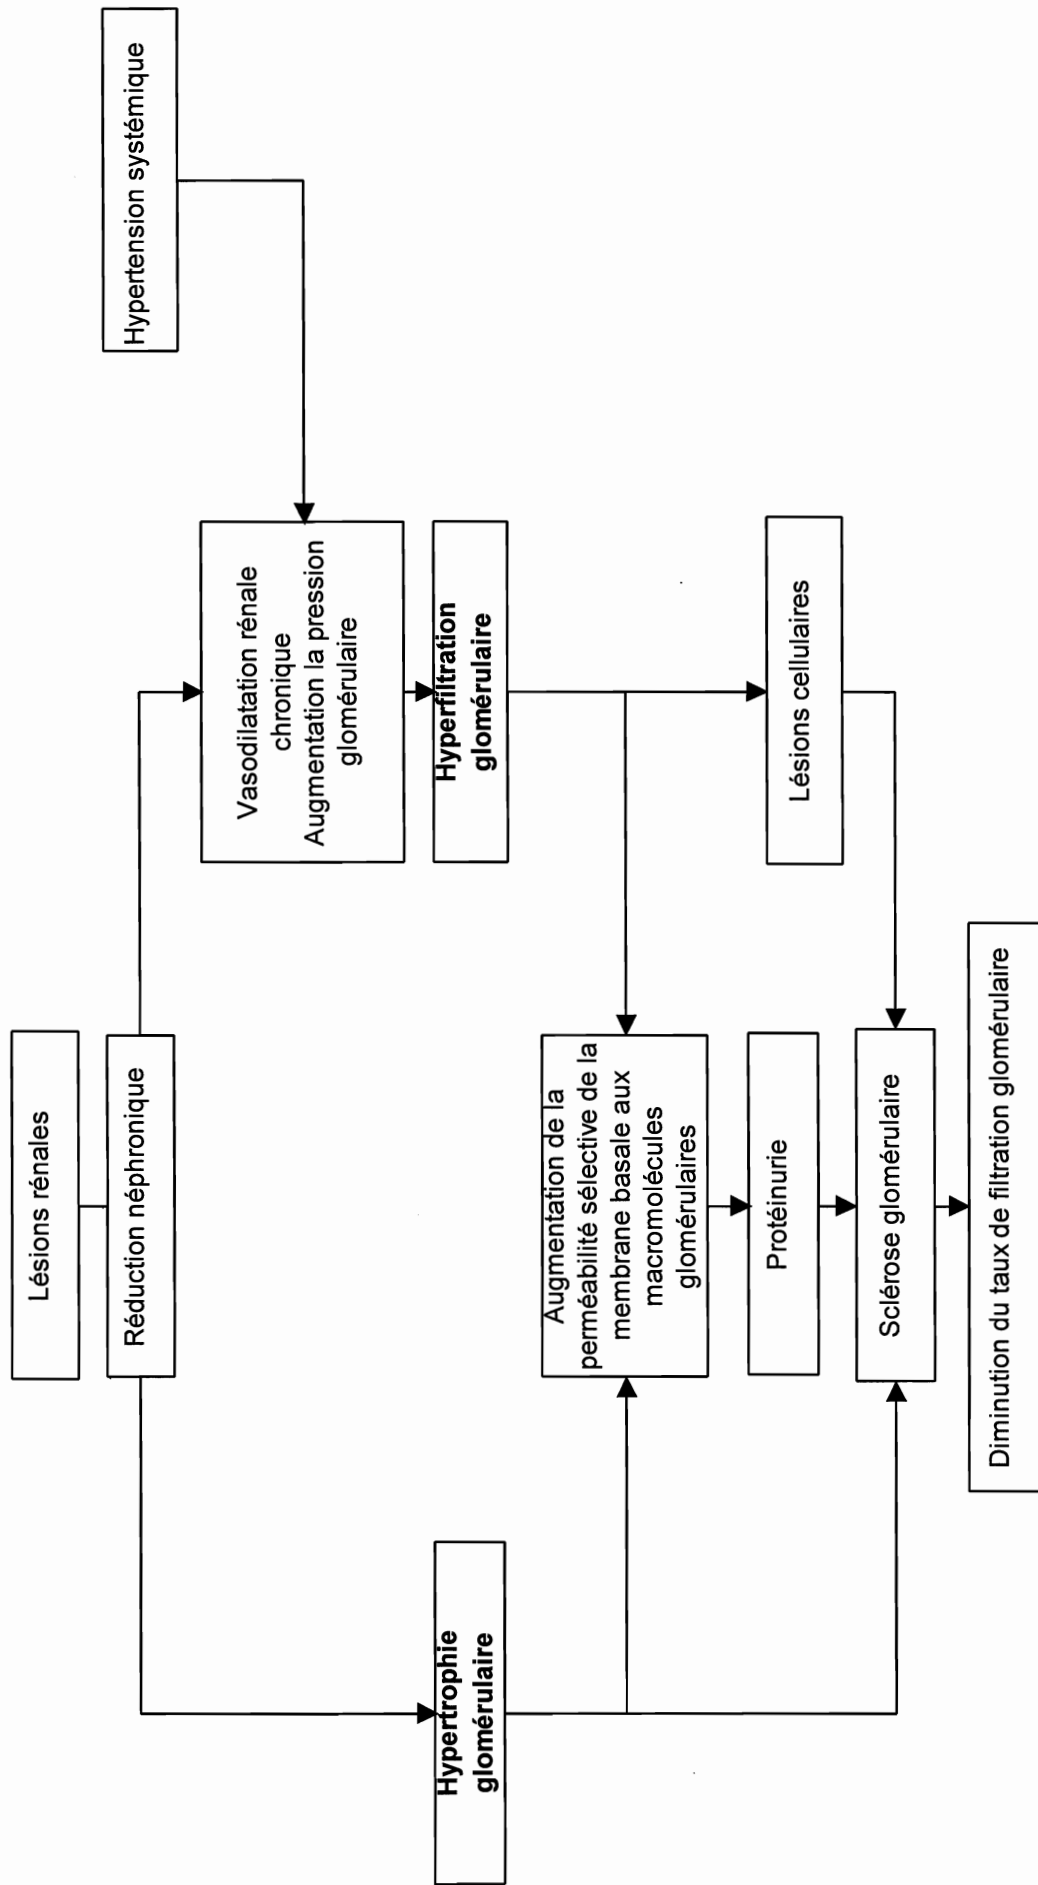 Lésions rénales
Réduction néphronique
Hypertension systémique
Vasodilatation rénale
chronique
Augmentation la pression
glomérulaire
Hypertrophie
glomérulaire
Hyperfiltration
glomérulaire
Augmentation de la
perméabilité sélective de la
membrane basale aux
macromolécules
glomérulaires
Protéinurie
Lésions cellulaires
Sclérose glomérulaire
Diminution du taux de filtration glomérulaire